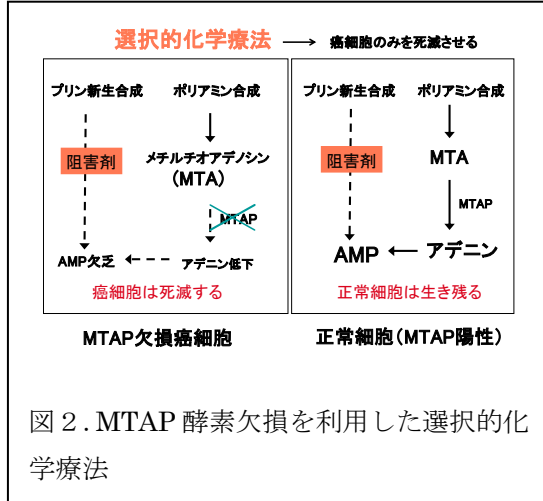 選択的化学療法 → 癌細胞のみを死滅させる
プリン新生合成 ポリアミン合成
阻害剤
メチルチオアデノシン
(MTA)
MTAP
AMP欠乏 アデニン低下
癌細胞は死滅する
MTAP欠損癌細胞
プリン新生合成 ポリアミン合成
阻害剤
MTA
MTAP
AMP ← アデニン
正常細胞は生き残る
正常細胞(MTAP陽性)
図２. MTAP 酵素欠損を利用した選択的化
学療法